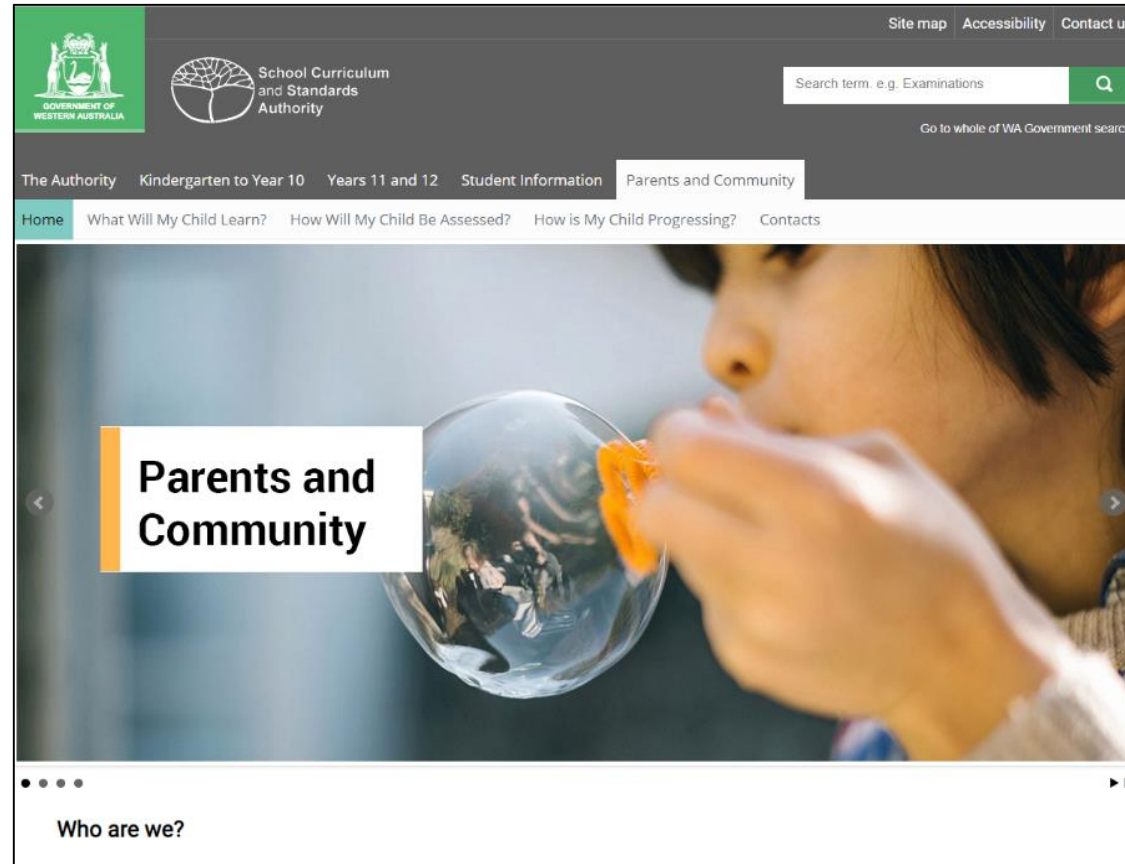 Site map Accessibility Contact u
GOVERNMENT OF
WESTERN AUSTRALIA
School Curriculum
and Standards
Authority
Search term. e.g. Examinations
Go to whole of WA Government searc
The Authority Kindergarten to Year 10 Years 11 and 12 Student Information Parents and Community
Home What Will My Child Learn? How Will My Child Be Assessed? How is My Child Progressing? Contacts
Parents and
Community
Who are we?